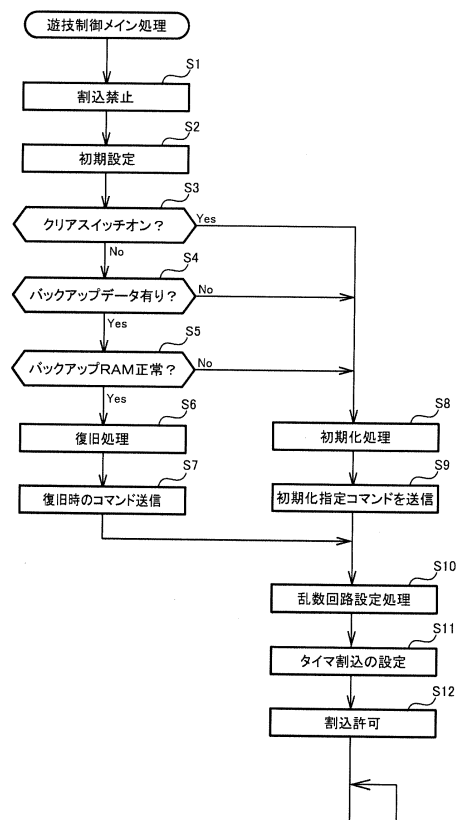 遊技制御メイン処理
S1
割込禁止
S2
初期設定
S3
クリアスイッチオン？
Yes
No
S4
バックアップデータ有り？
No
Yes
S5
バックアップRAM正常？
No
Yes
S6
復旧処理
S7
復旧時のコマンド送信
S8
初期化処理
S9
初期化指定コマンドを送信
S10
乱数回路設定処理
S11
タイマ割込の設定
S12
割込許可